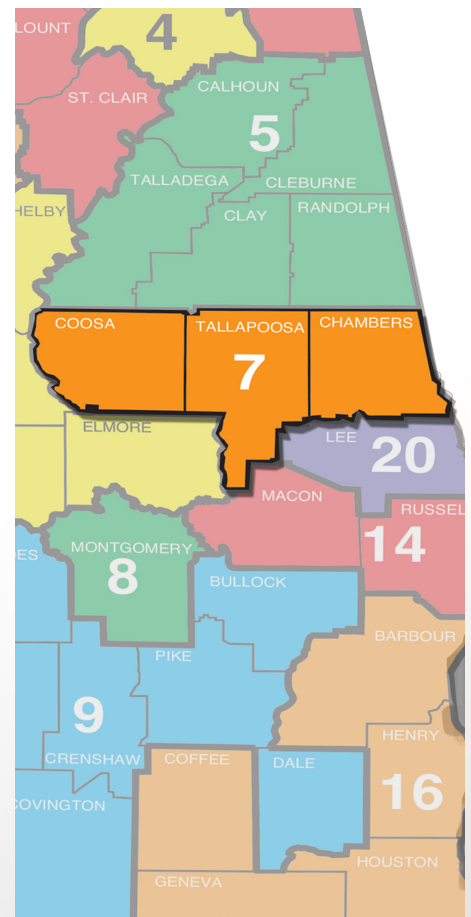 LOUNT
4
ST. CLAIR
CALHOUN
5
TALLADEGA
CLEBURNE
HELBY
CLAY
RANDOLPH
COOSA
TALLAPOOSA
CHAMBERS
7
ELMORE
LEE
20
MACON
RUSSEL
14
MONTGOMERY
DES
8
BULLOCK
BARBOUR
PIKE
9
HENRY
CRENSHAW
COFFEE
DALE
16
COVINGTON
HOUSTON
GENEVA